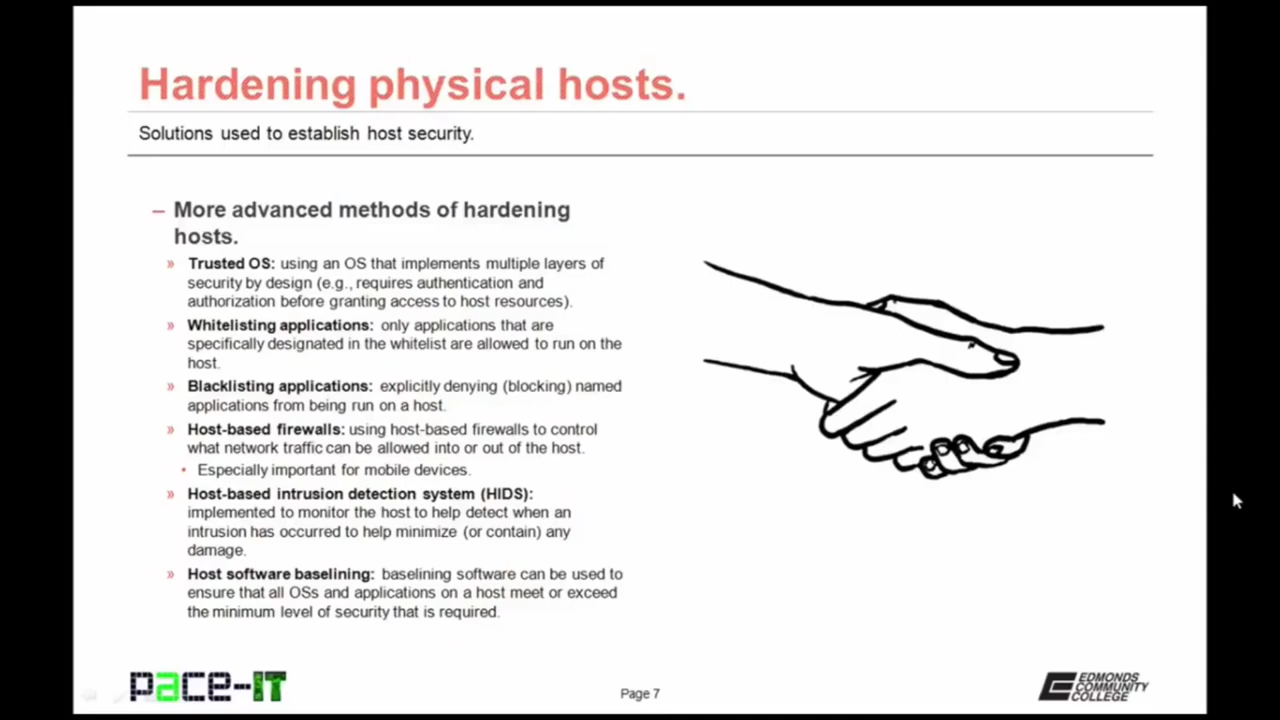 Hardening physical hosts.
Solutions used to establish host security.
– More advanced methods of hardening
hosts.
» Trusted OS: using an OS that implements multiple layers of
security by design (e.g., requires authentication and
authorization before granting access to host resources).
» Whitelisting applications: only applications that are
specifically designated in the whitelist are allowed to run on the
host.
» Blacklisting applications: explicitly denying (blocking) named
applications from being run on a host.
» Host-based firewalls: using host-based firewalls to control
what network traffic can be allowed into or out of the host.
• Especially important for mobile devices.
» Host-based intrusion detection system (HIDS):
implemented to monitor the host to help detect when an
intrusion has occurred to help minimize (or contain) any
damage.
» Host software baselining: baselining software can be used to
ensure that all OSs and applications on a host meet or exceed
the minimum level of security that is required.
pace-IT
Page 7
EDMONDS
COMMUNITY
COLLEGE